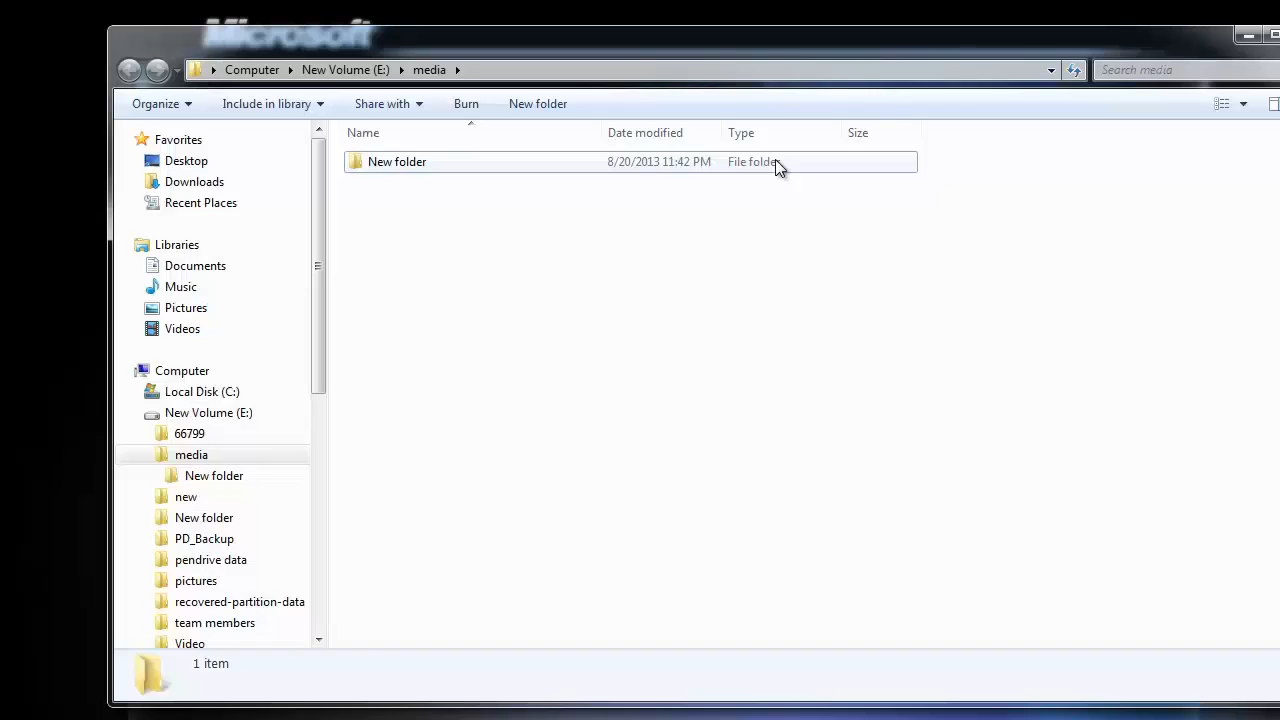 Microsoft
Computer New Volume (E:) media
Search media
Organize Include in library Share with Burn New folder
Name Date modified Type Size
New folder 8/20/2013 11:42 PM File folder
Favorites
Desktop
Downloads
Recent Places
Libraries
Documents
Music
Pictures
Videos
Computer
Local Disk (C:)
New Volume (E:)
66799
media
New folder
new
New folder
PD_Backup
pendrive data
pictures
recovered-partition-data
team members
Video
1 item